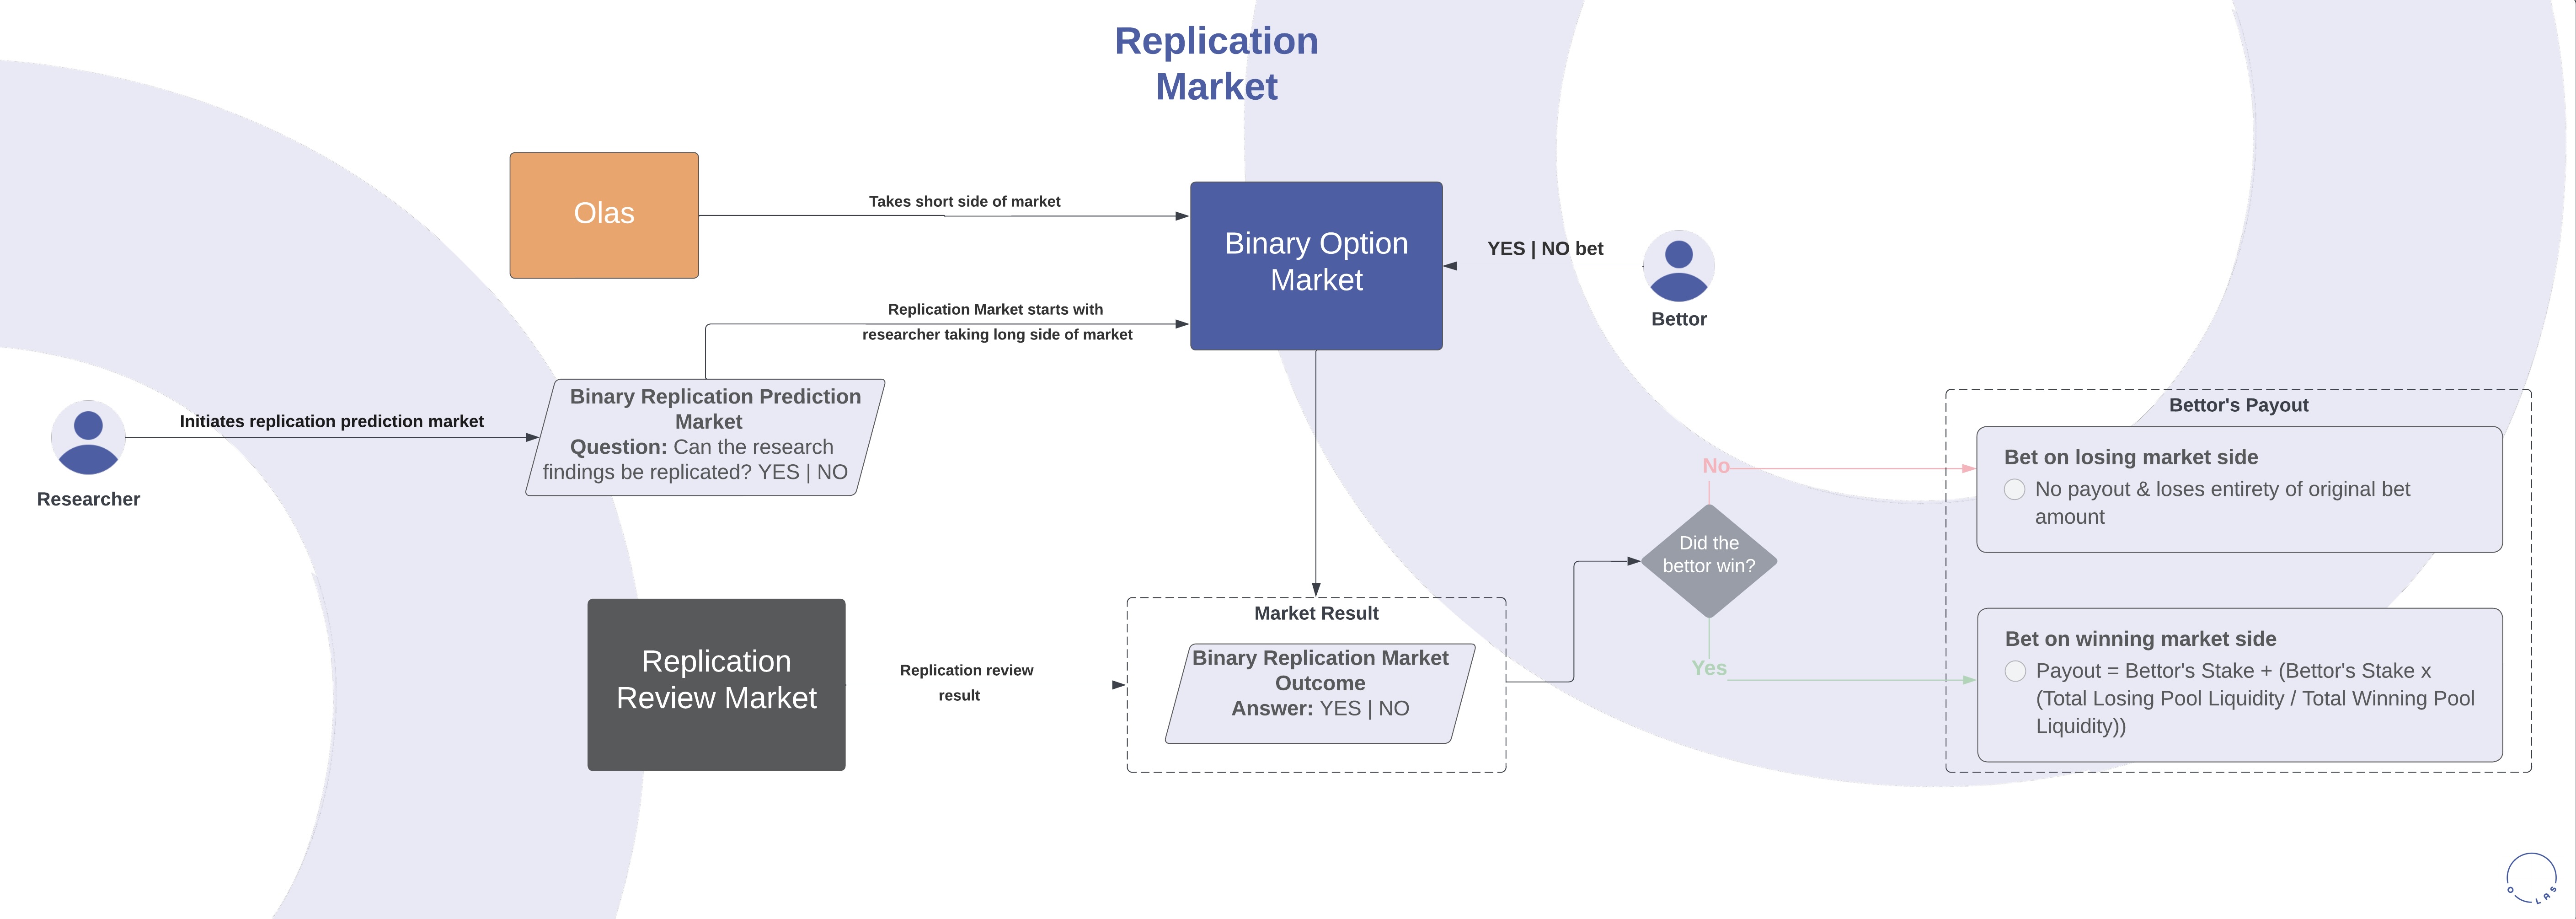 Replication
Market
Olas
Takes short side of market
Binary Option
Market
YES | NO bet
Bettor
Replication Market starts with
researcher taking long side of market
Researcher
Initiates replication prediction market
Binary Replication Prediction
Market
Question: Can the research
findings be replicated? YES | NO
Replication
Review Market
Replication review
result
Market Result
Binary Replication Market
Outcome
Answer: YES | NO
Did the
bettor win?
No
Yes
Bettor's Payout
Bet on losing market side
No payout & loses entirety of original bet
amount
Bet on winning market side
Payout = Bettor's Stake + (Bettor's Stake x
(Total Losing Pool Liquidity / Total Winning Pool
Liquidity))
OLAS